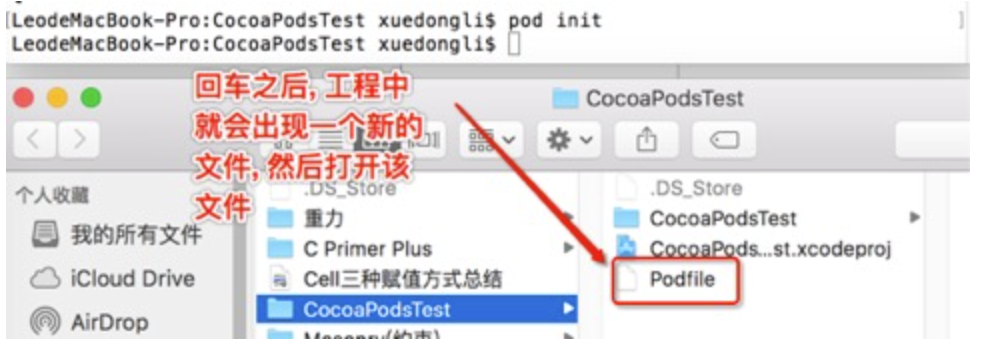 [LeodeMacBook-Pro:CocoaPodsTest xuedongli$ pod init ]
LeodeMacBook-Pro:CocoaPodsTest xuedongli$
回车之后, 工程中
就会出现一个新的
文件, 然后打开该
文件
CocoaPodsTest
个人收藏
我的所有文件
iCloud Drive
AirDrop
.DS_Store
重力
C Primer Plus
Cell三种赋值方式总结
CocoaPodsTest
Masonry(约束)
.DS_Store
CocoaPodsTest
CocoaPods...st.xcodeproj
Podfile